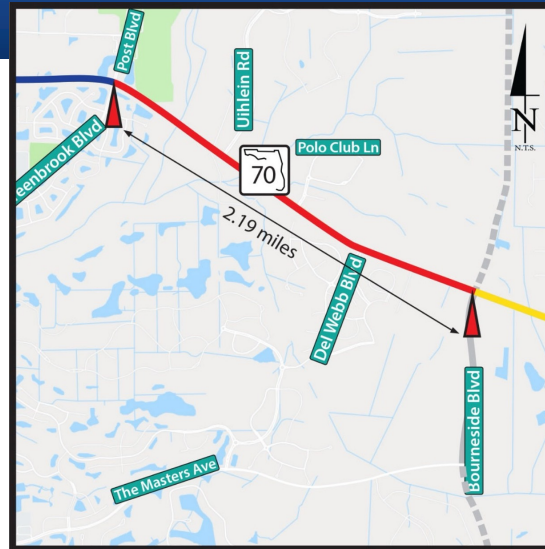 Post Blvd
Uihlein Rd
N
N.T.S.
eenbrook Blvd
Polo Club Ln
70
2.19 miles
Del Webb Blvd
Bourneside Blvd
The Masters Ave